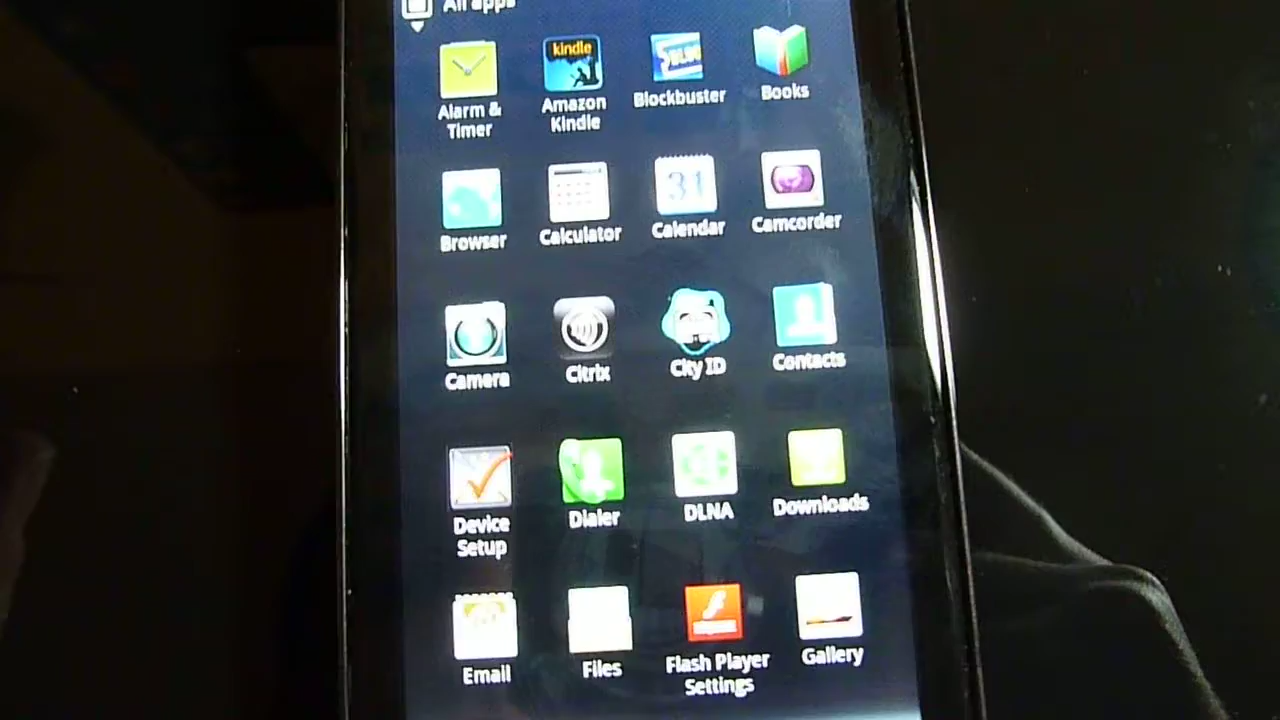 All apps
kindle
Alarm &
Timer
Amazon
Kindle
Blockbuster
Books
31
Browser
Calculator
Calendar
Camcorder
Camera
Citrix
City ID
Contacts
Device
Setup
Dialer
DLNA
Downloads
Email
Files
Flash Player
Settings
Gallery